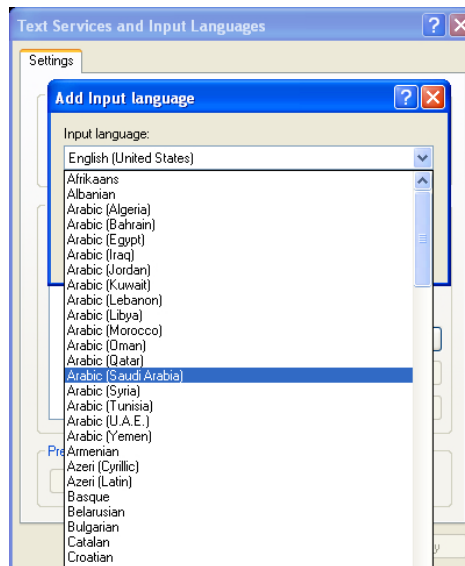 Text Services and Input Languages
Settings
Add Input language
Input language:
English (United States)
Afrikaans
Albanian
Arabic (Algeria)
Arabic (Bahrain)
Arabic (Egypt)
Arabic (Iraq)
Arabic (Jordan)
Arabic (Kuwait)
Arabic (Lebanon)
Arabic (Libya)
Arabic (Morocco)
Arabic (Oman)
Arabic (Qatar)
Arabic (Saudi Arabia)
Arabic (Syria)
Arabic (Tunisia)
Arabic (U.A.E.)
Arabic (Yemen)
Armenian
Azeri (Cyrillic)
Azeri (Latin)
Basque
Belarusian
Bulgarian
Catalan
Croatian